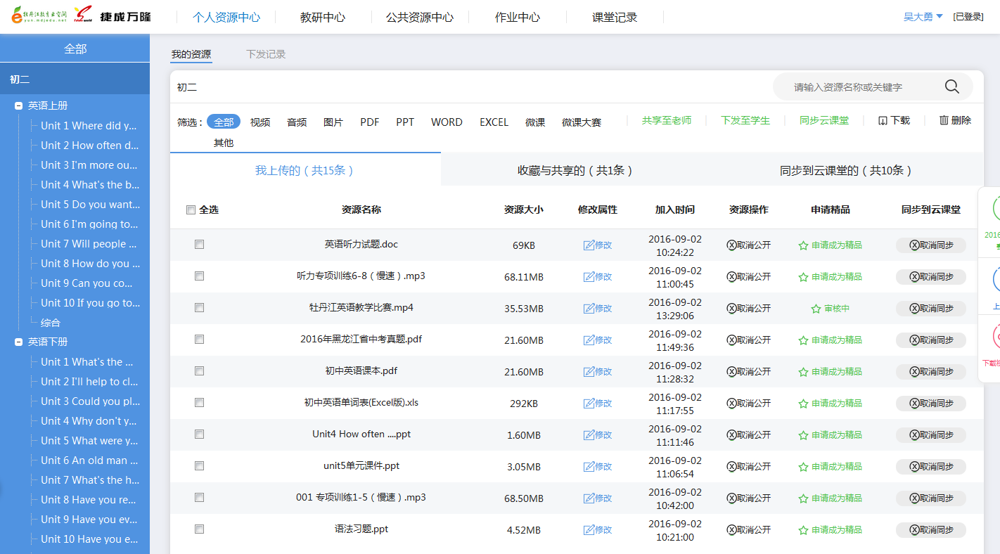 牡丹江教育云空间
yun.mdjedu.net
捷成万隆
个人资源中心 教研中心 公共资源中心 作业中心 课堂记录
吴大勇 [已登录]
全部
初二
英语上册
Unit 1 Where did y...
Unit 2 How often d...
Unit 3 I'm more ou...
Unit 4 What's the b...
Unit 5 Do you want...
Unit 6 I'm going to...
Unit 7 Will people ...
Unit 8 How do you ...
Unit 9 Can you co...
Unit 10 If you go to...
综合
英语下册
Unit 1 What's the ...
Unit 2 I'll help to cl...
Unit 3 Could you pl...
Unit 4 Why don't y...
Unit 5 What were y...
Unit 6 An old man ...
Unit 7 What's the h...
Unit 8 Have you re...
Unit 9 Have you ev...
Unit 10 Have you e...
我的资源 下发记录
初二 请输入资源名称或关键字
筛选： 全部 视频 音频 图片 PDF PPT WORD EXCEL 微课 微课大赛 共享至老师 下发至学生 同步云课堂 下载 删除
其他
我上传的（共15条） 收藏与共享的（共1条） 同步到云课堂的（共10条）
全选 资源名称 资源大小 修改属性 加入时间 资源操作 申请精品 同步到云课堂
英语听力试题.doc 69KB 修改 2016-09-02 10:24:22 取消公开 申请成为精品 取消同步
听力专项训练6-8（慢速）.mp3 68.11MB 修改 2016-09-02 11:00:45 取消公开 申请成为精品 取消同步
牡丹江英语教学比赛.mp4 35.53MB 修改 2016-09-02 13:29:06 取消公开 审核中 取消同步
2016年黑龙江省中考真题.pdf 21.60MB 修改 2016-09-02 11:49:36 取消公开 申请成为精品 取消同步
初中英语课本.pdf 21.60MB 修改 2016-09-02 11:28:32 取消公开 申请成为精品 取消同步
初中英语单词表(Excel版).xls 292KB 修改 2016-09-02 11:17:55 取消公开 申请成为精品 取消同步
Unit4 How often ....ppt 1.60MB 修改 2016-09-02 11:11:46 取消公开 申请成为精品 取消同步
unit5单元课件.ppt 3.05MB 修改 2016-09-02 11:06:54 取消公开 申请成为精品 取消同步
001 专项训练1-5（慢速）.mp3 68.50MB 修改 2016-09-02 10:42:00 取消公开 申请成为精品 取消同步
语法习题.ppt 4.52MB 修改 2016-09-02 10:21:00 取消公开 申请成为精品 取消同步
2016
上
下载